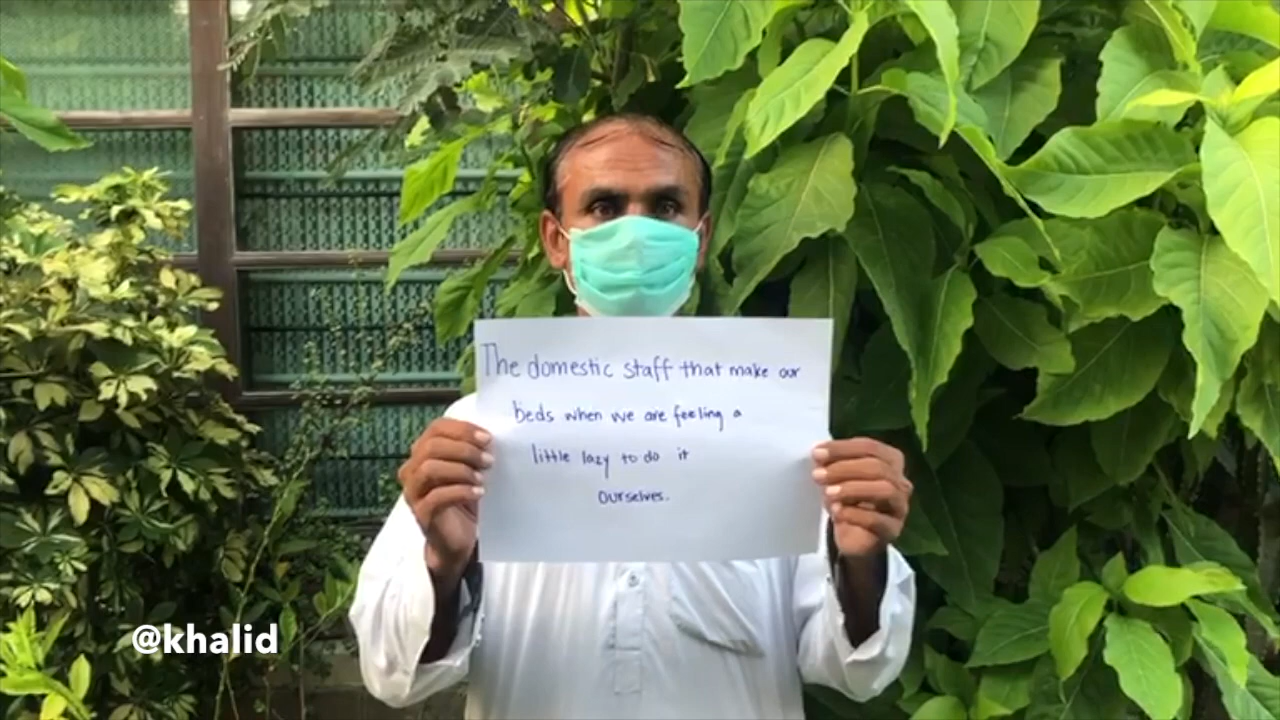 The domestic staff that make our
beds when we are feeling a
little lazy to do it
ourselves.
@khalid